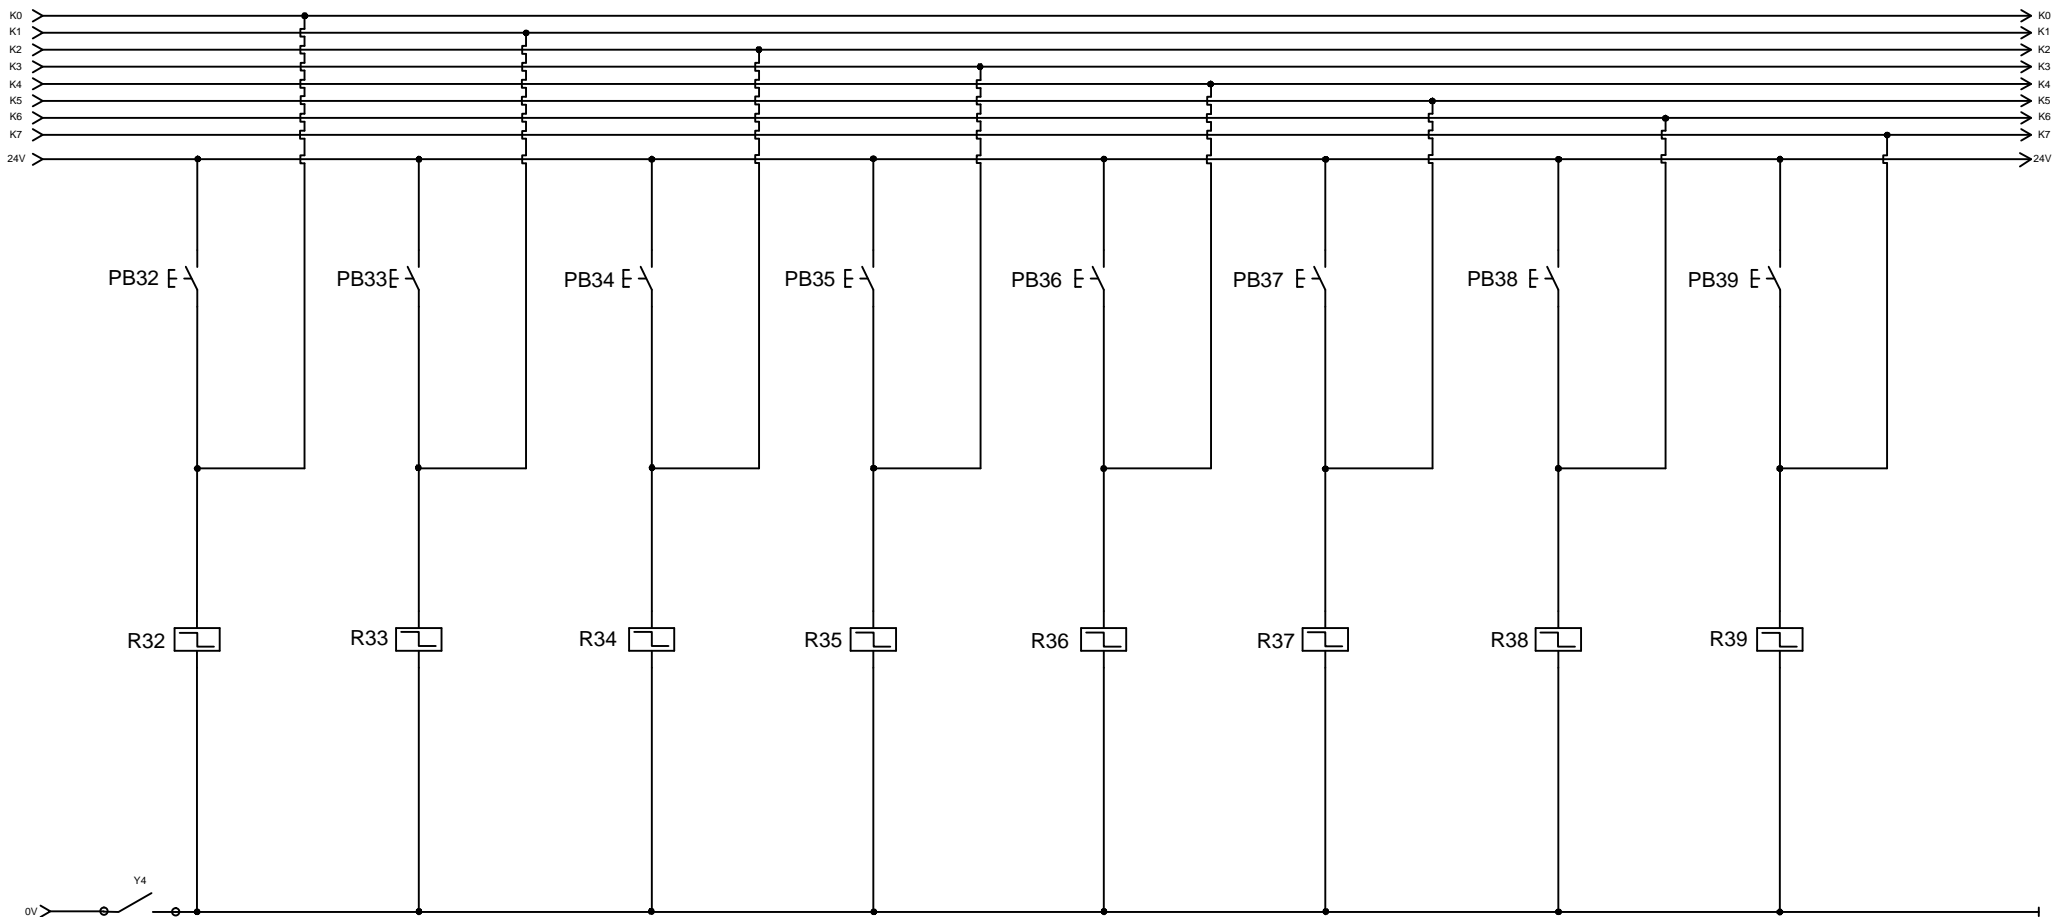 K0 K0
K1 K1
K2 K2
K3 K3
K4 K4
K5 K5
K6 K6
K7 K7
24V 24V
PB32 PB33 PB34 PB35 PB36 PB37 PB38 PB39
R32 R33 R34 R35 R36 R37 R38 R39
Y4
0V